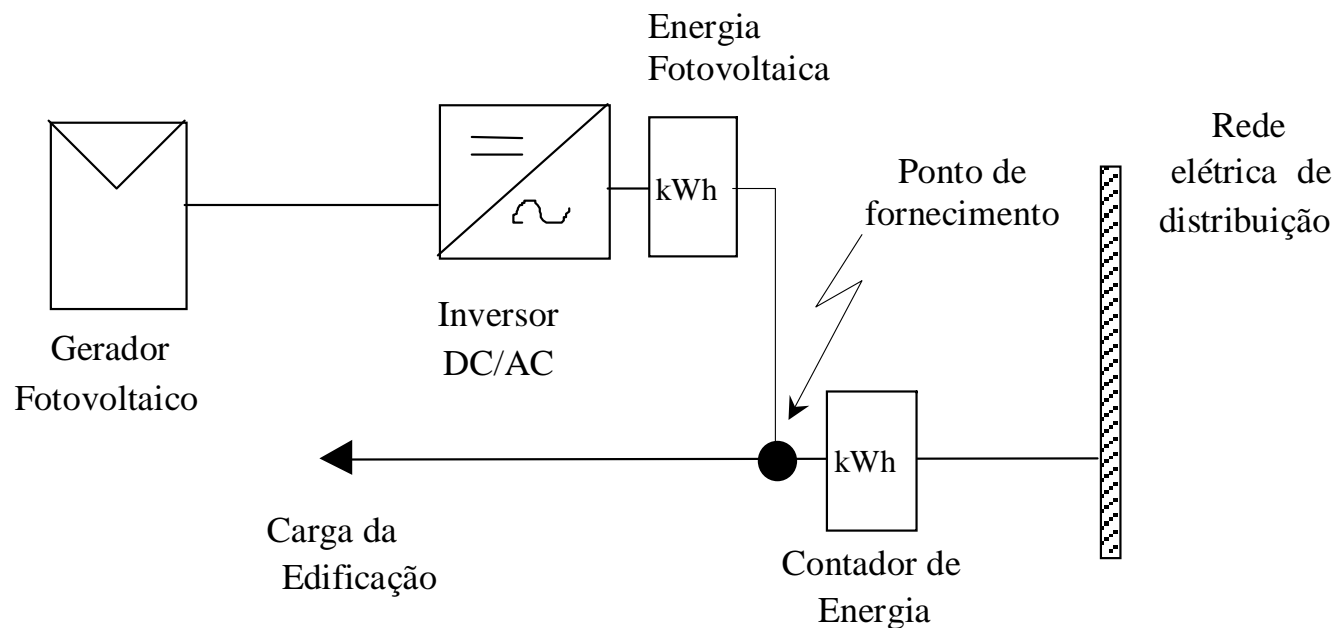 Energia
Fotovoltaica
kWh
Gerador
Fotovoltaico
Inversor
DC/AC
Ponto de
fornecimento
Rede
elétrica de
distribuição
kWh
Carga da
Edificação
Contador de
Energia